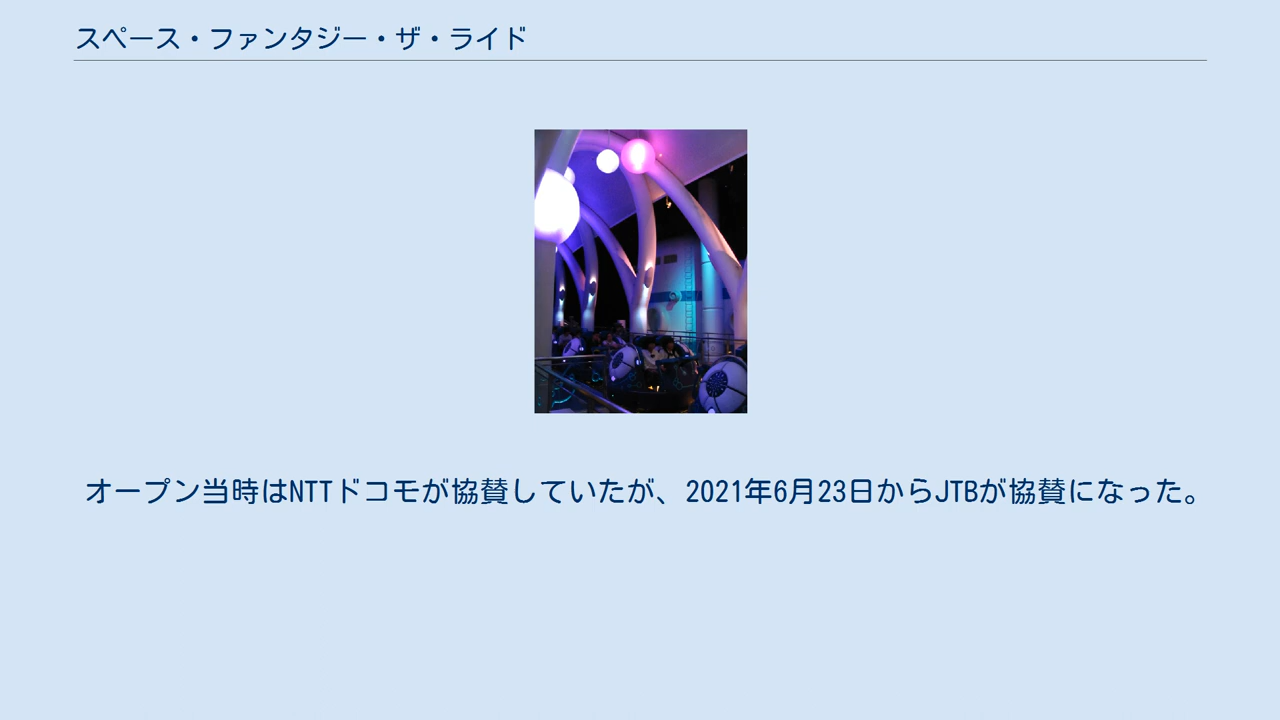 スペース・ファンタジー・ザ・ライド
オープン当時はNTTドコモが協賛していたが、2021年6月23日からJTBが協賛になった。